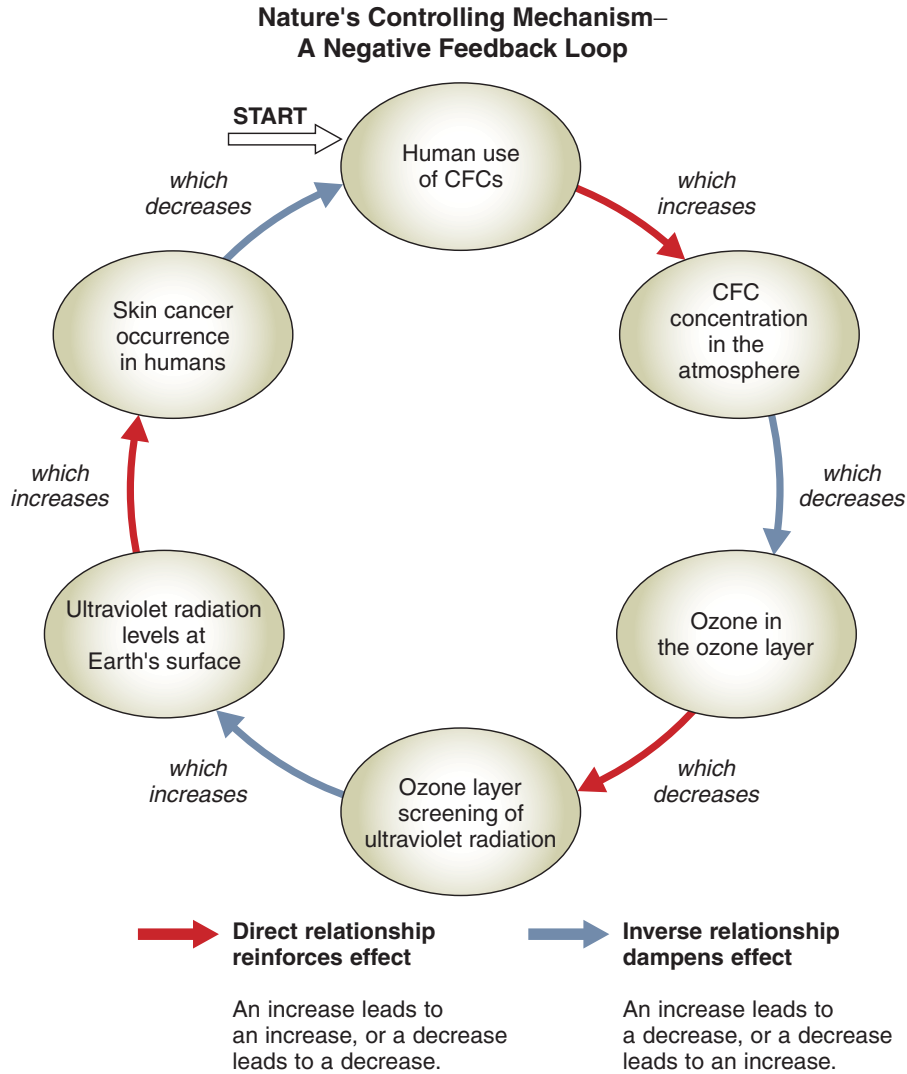 Nature's Controlling Mechanism–
A Negative Feedback Loop
START
Human use
of CFCs
which
increases
CFC
concentration
in the
atmosphere
which
decreases
Ozone in
the ozone layer
which
decreases
Ozone layer
screening of
ultraviolet radiation
which
increases
Ultraviolet radiation
levels at
Earth's surface
which
increases
Skin cancer
occurrence
in humans
which
decreases
Direct relationship
reinforces effect
An increase leads to
an increase, or a decrease
leads to a decrease.
Inverse relationship
dampens effect
An increase leads to
a decrease, or a decrease
leads to an increase.